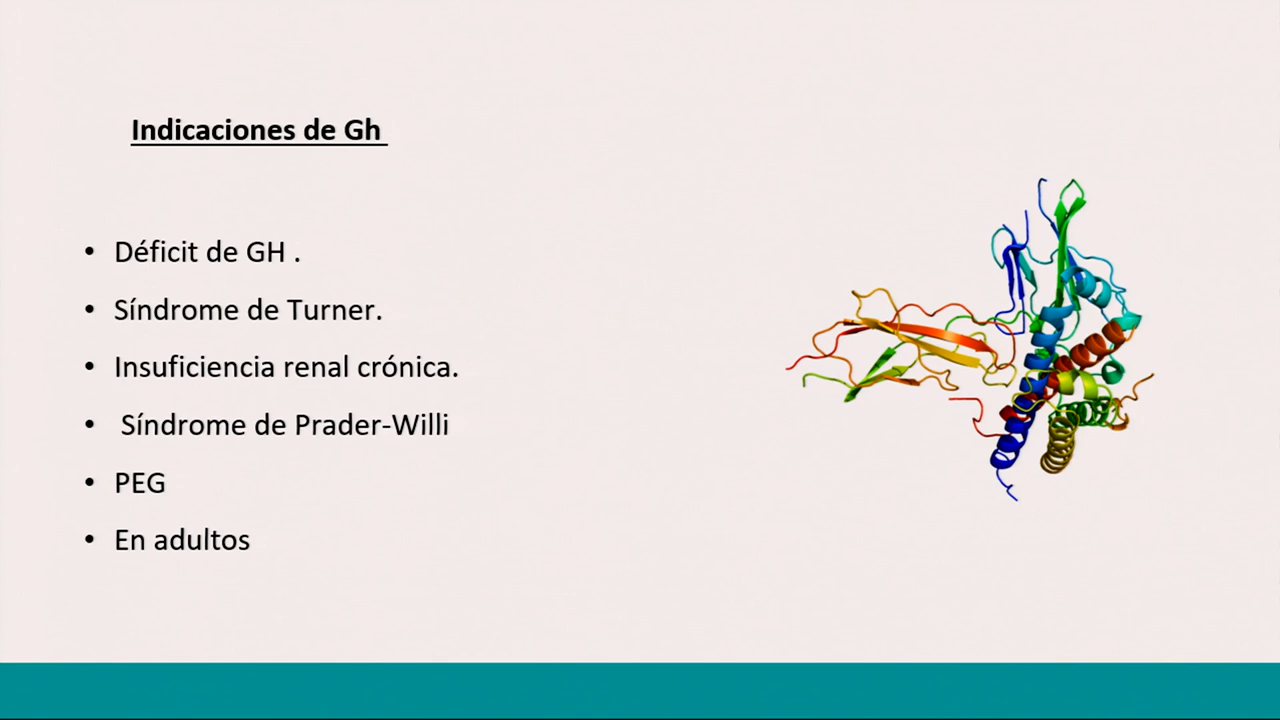 Indicaciones de Gh
• Déficit de GH .
• Síndrome de Turner.
• Insuficiencia renal crónica.
• Síndrome de Prader-Willi
• PEG
• En adultos